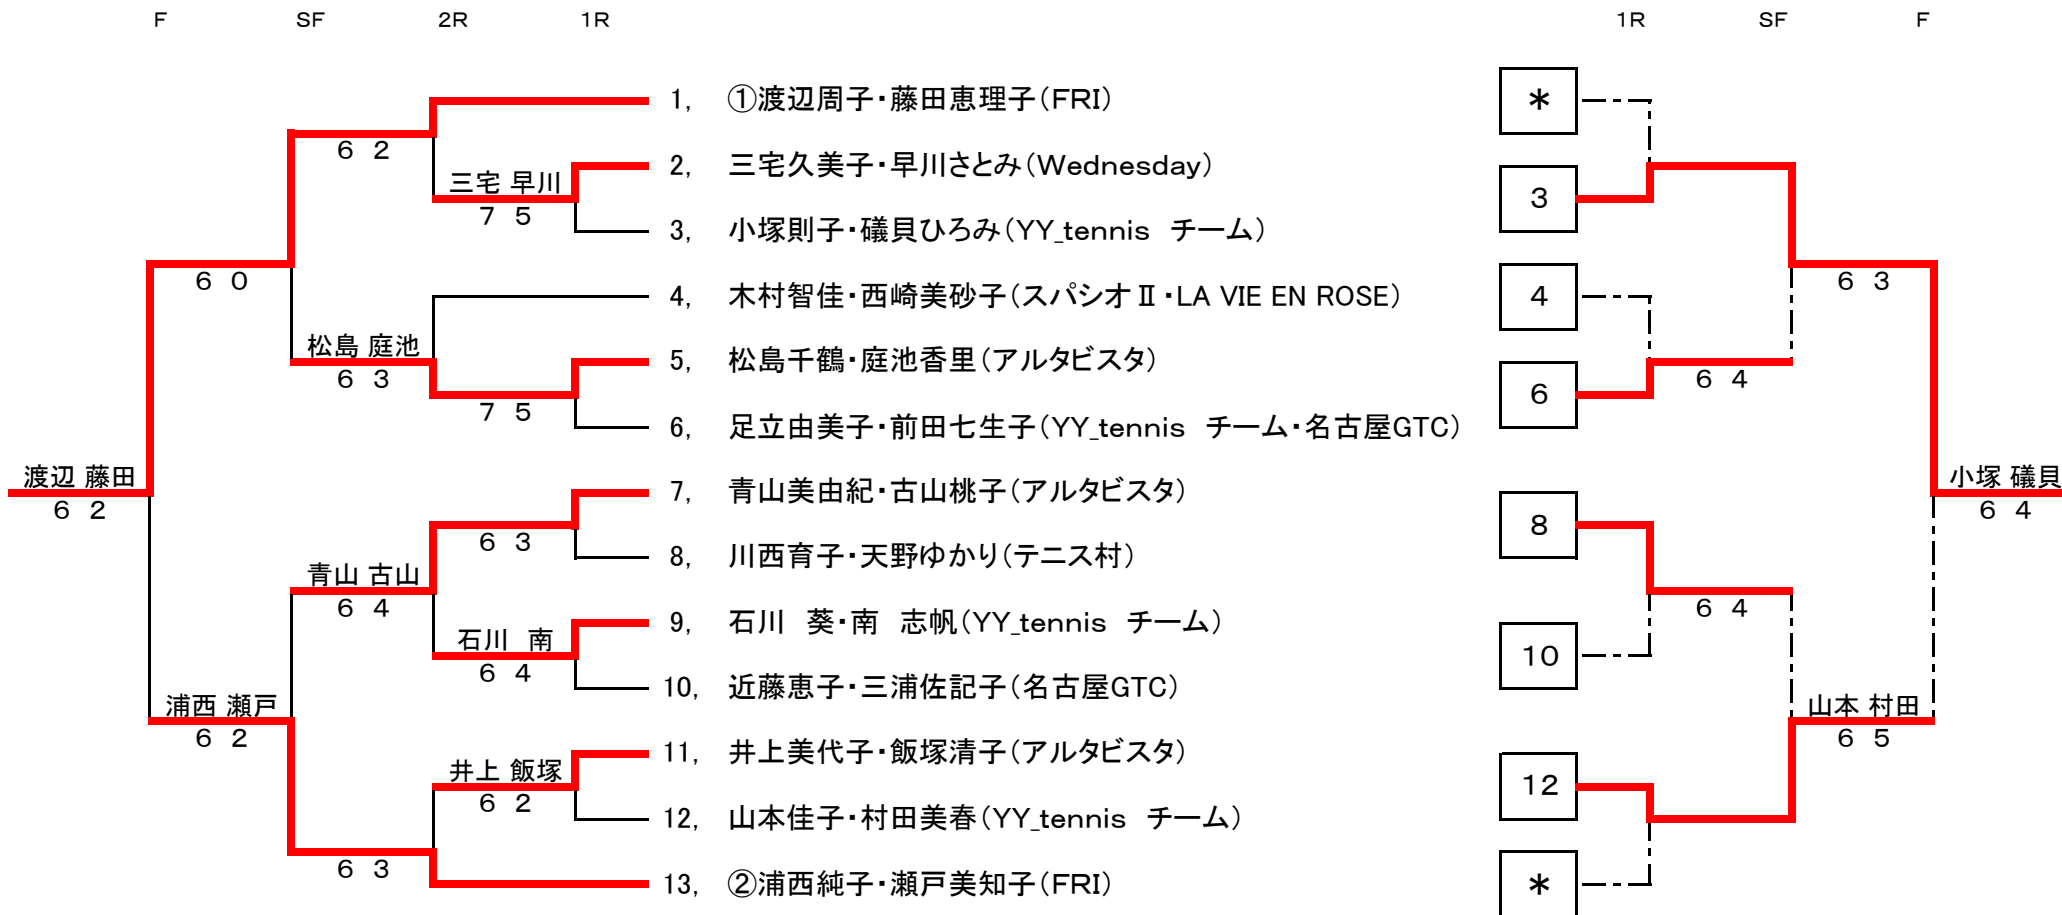 F SF 2R 1R 1R SF F
1, ①渡辺周子・藤田恵理子(FRI) *
6 2
2, 三宅久美子・早川さとみ(Wednesday)
三宅 早川
3
7 5
3, 小塚則子・礒貝ひろみ(YY_tennis チーム)
6 0
6 3
4, 木村智佳・西崎美砂子(スパシオⅡ・LA VIE EN ROSE) 4
松島 庭池
5, 松島千鶴・庭池香里(アルタビスタ)
6 3
6 4
6
7 5
6, 足立由美子・前田七生子(YY_tennis チーム・名古屋GTC)
渡辺 藤田
小塚 礒貝
7, 青山美由紀・古山桃子(アルタビスタ)
6 2
6 4
8
6 3
8, 川西育子・天野ゆかり(テニス村)
青山 古山
6 4
6 4
9, 石川 葵・南 志帆(YY_tennis チーム)
石川 南
10
6 4
10, 近藤恵子・三浦佐記子(名古屋GTC)
浦西 瀬戸
山本 村田
6 2
6 5
11, 井上美代子・飯塚清子(アルタビスタ)
井上 飯塚
12
6 2
12, 山本佳子・村田美春(YY_tennis チーム)
6 3
13, ②浦西純子・瀬戸美知子(FRI) *